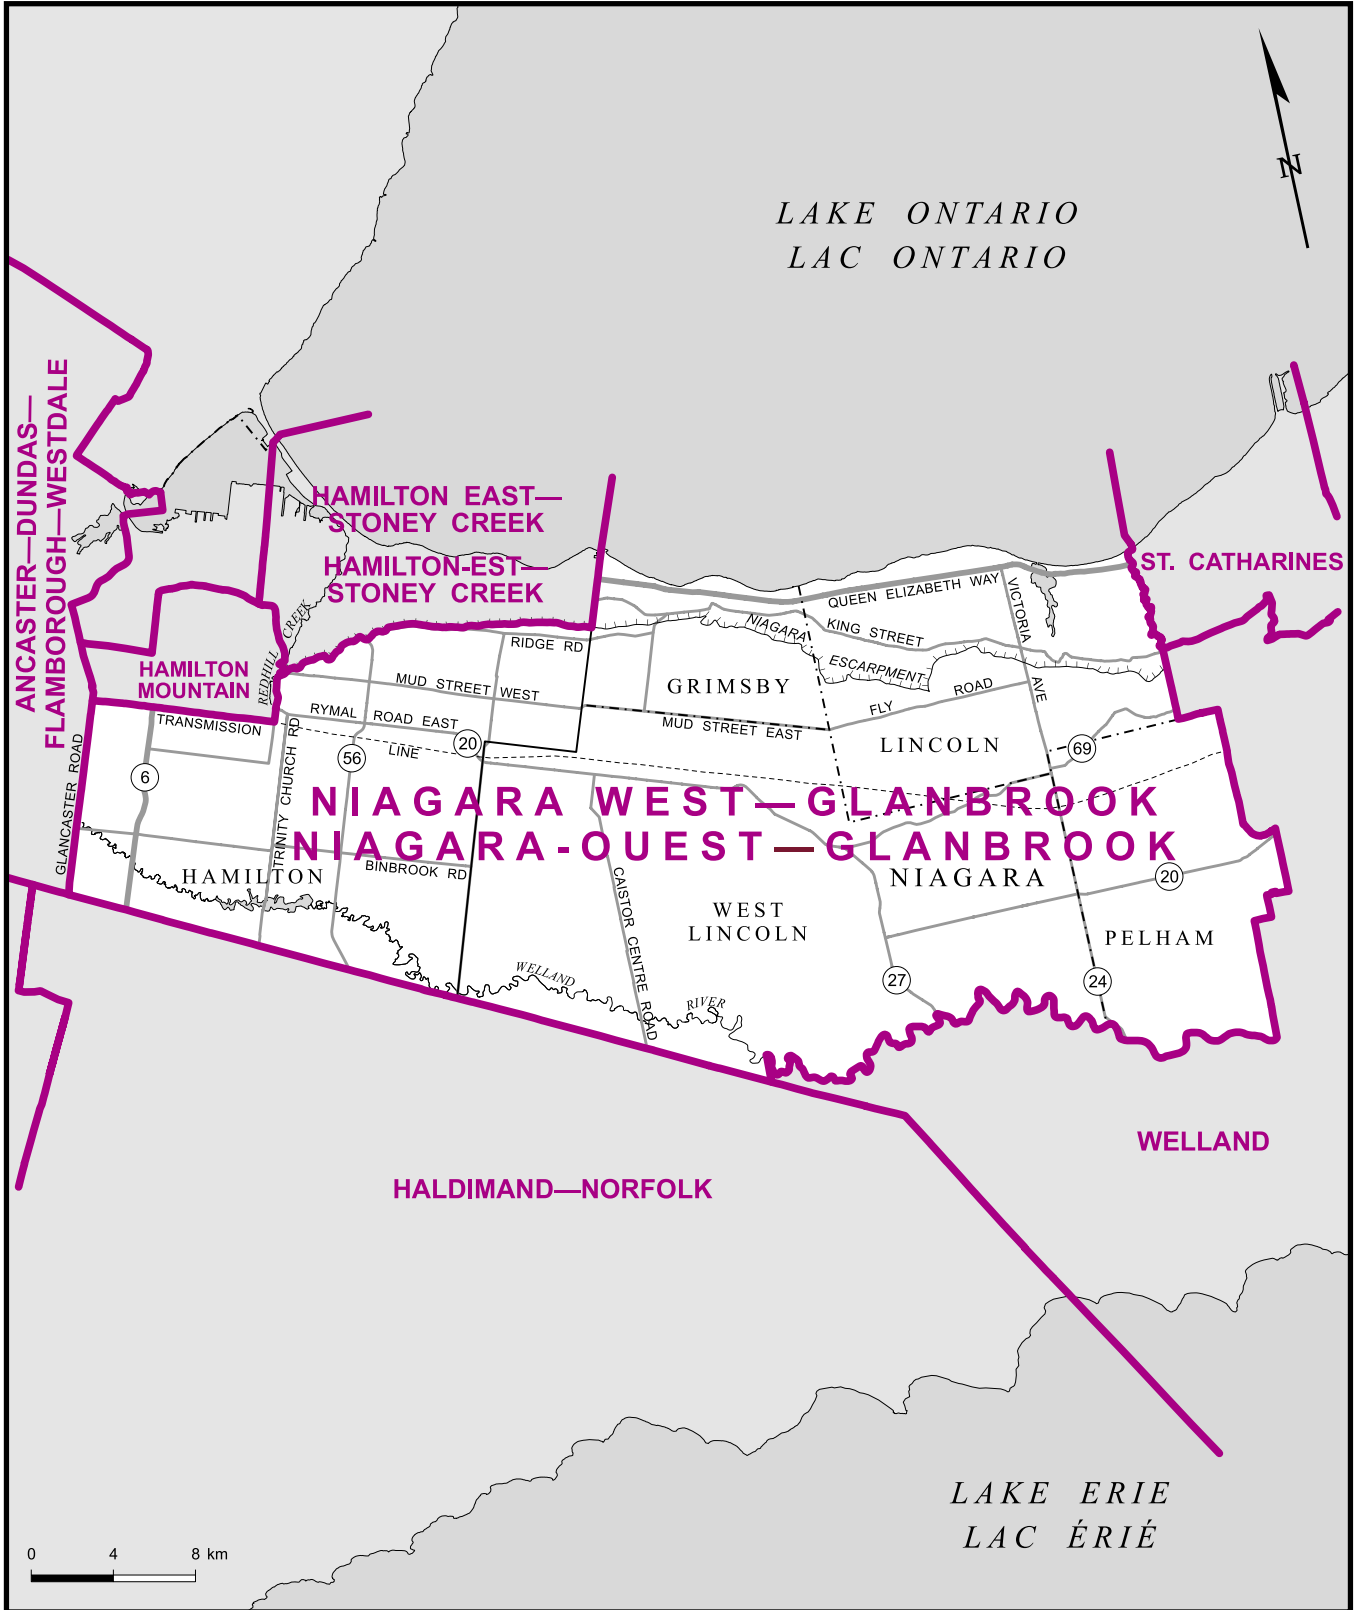 N
LAKE ONTARIO
LAC ONTARIO
ANCASTER—DUNDAS—
FLAMBOROUGH—WESTDALE
HAMILTON EAST—
STONEY CREEK
HAMILTON-EST—
STONEY CREEK
ST. CATHARINES
QUEEN ELIZABETH WAY
VICTORIA
AVE
KING STREET
NIAGARA
ESCARPMENT
REDHILL CREEK
RIDGE RD
HAMILTON
MOUNTAIN
MUD STREET WEST
GRIMSBY
FLY ROAD
RYMAL ROAD EAST
MUD STREET EAST
TRANSMISSION
LINE
LINCOLN
20
69
56
6
GLANCASTER ROAD
TRINITY CHURCH RD
NIAGARA WEST—GLANBROOK
NIAGARA-OUEST—GLANBROOK
BINBROOK RD
HAMILTON
CAISTOR CENTRE ROAD
NIAGARA
20
WEST
LINCOLN
PELHAM
WELLAND
RIVER
27
24
WELLAND
HALDIMAND—NORFOLK
LAKE ERIE
LAC ÉRIÉ
0 4 8 km